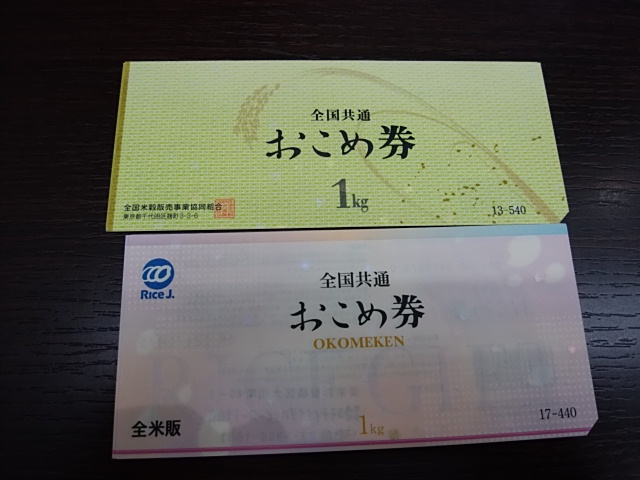 全国共通
おこめ券
1kg
全国米穀販売事業協同組合
13-540
RICE J.
全国共通
おこめ券
OKOMEKEN
全米販
1kg
17-440